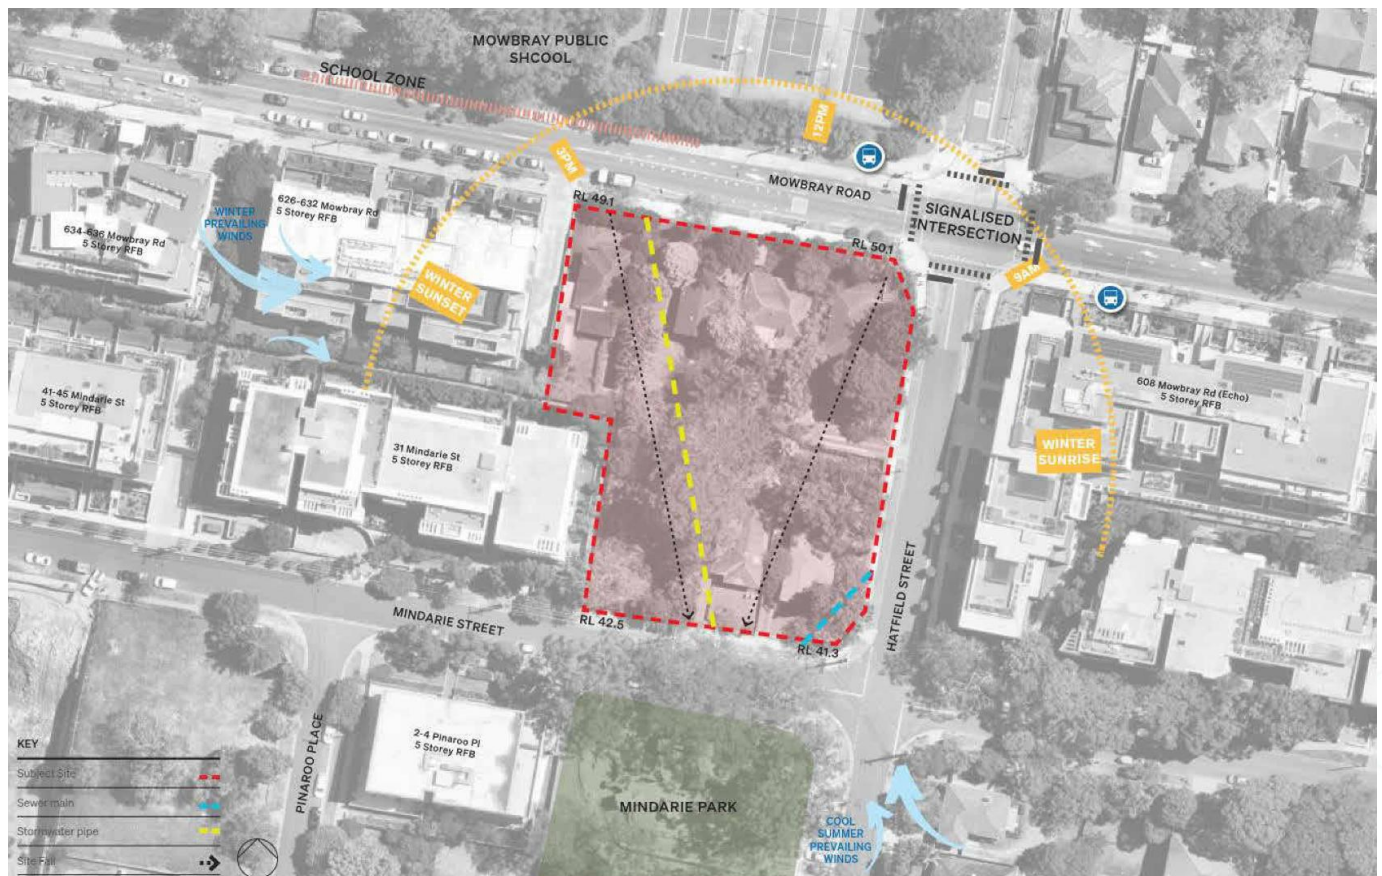 MOWBRAY PUBLIC
SHCOOL
SCHOOL ZONE
12PM
3PM
MOWBRAY ROAD
RL 49.1
626-632 Mowbray Rd
5 Storey RFB
WINTER
PREVAILING
WINDS
634-636 Mowbray Rd
5 Storey RFB
SIGNALISED
INTERSECTION
RL 50.1
9AM
WINTER
SUNSET
608 Mowbray Rd (Echo)
5 Storey RFB
41-45 Mindarie St
5 Storey RFB
31 Mindarie St
5 Storey RFB
WINTER
SUNRISE
HATFIELD STREET
MINDARIE STREET
RL 42.5
RL 41.3
2-4 Pinaroo Pl
5 Storey RFB
PINAROO PLACE
MINDARIE PARK
COOL
SUMMER
PREVAILING
WINDS
KEY
Subject Site
Sewer main
Stormwater pipe
Site Fall